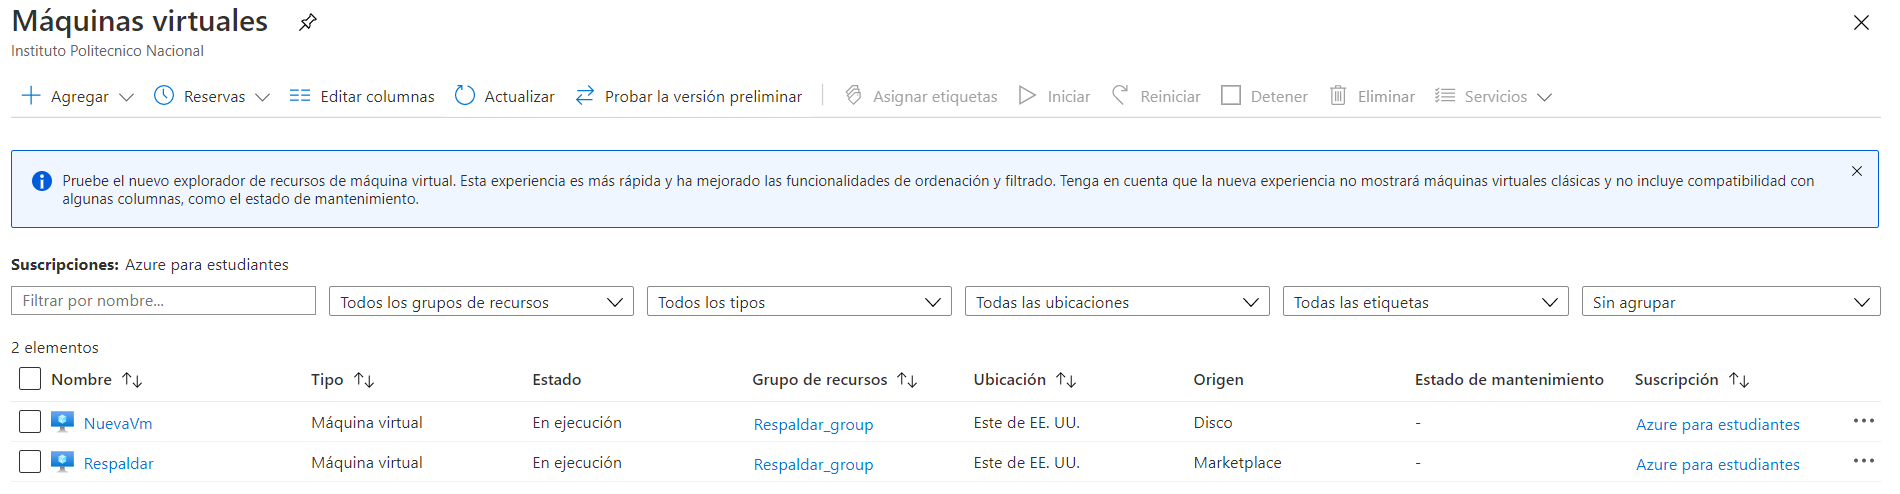 Máquinas virtuales
Instituto Politecnico Nacional
Agregar Reservas Editar columnas Actualizar Probar la versión preliminar Asignar etiquetas Iniciar Reiniciar Detener Eliminar Servicios
Pruebe el nuevo explorador de recursos de máquina virtual. Esta experiencia es más rápida y ha mejorado las funcionalidades de ordenación y filtrado. Tenga en cuenta que la nueva experiencia no mostrará máquinas virtuales clásicas y no incluye compatibilidad con
algunas columnas, como el estado de mantenimiento.
Suscripciones: Azure para estudiantes
Filtrar por nombre... Todos los grupos de recursos Todos los tipos Todas las ubicaciones Todas las etiquetas Sin agrupar
2 elementos
Nombre Tipo Estado Grupo de recursos Ubicación Origen Estado de mantenimiento Suscripción
NuevaVm Máquina virtual En ejecución Respaldar_group Este de EE. UU. Disco - Azure para estudiantes
Respaldar Máquina virtual En ejecución Respaldar_group Este de EE. UU. Marketplace - Azure para estudiantes